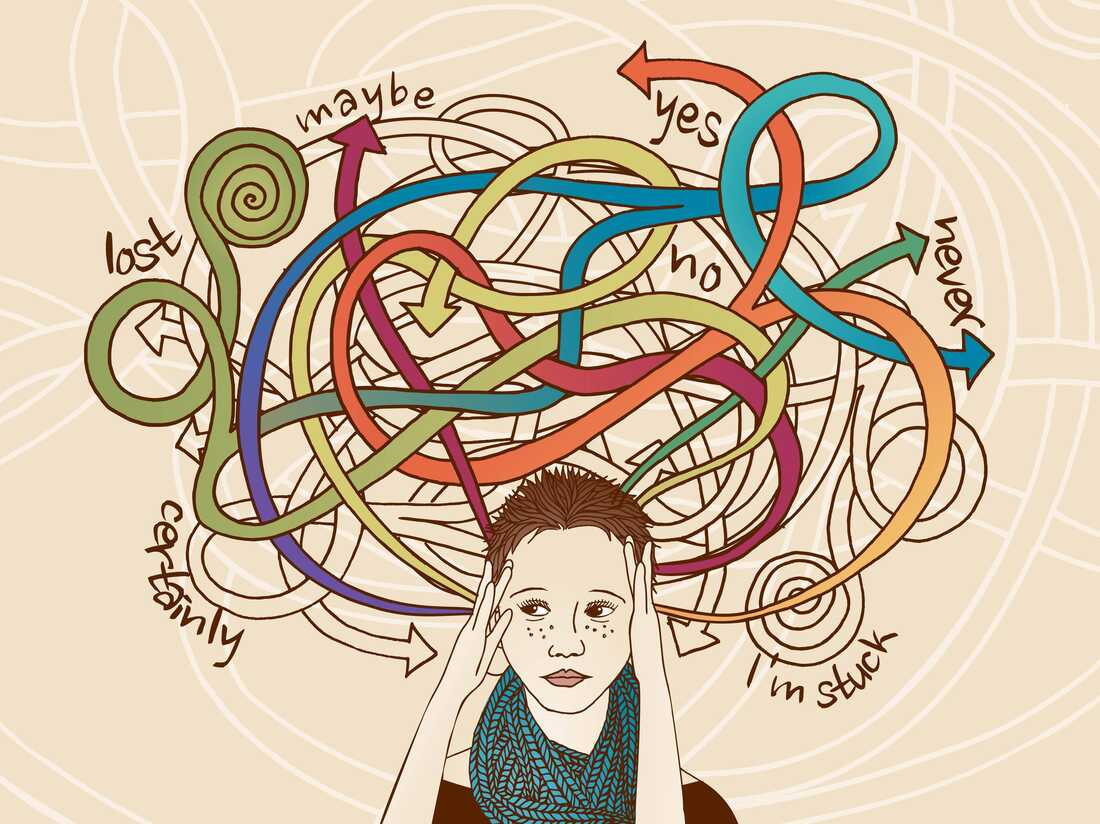 maybe
yes
lost
no
never
certainly
I'm stuck